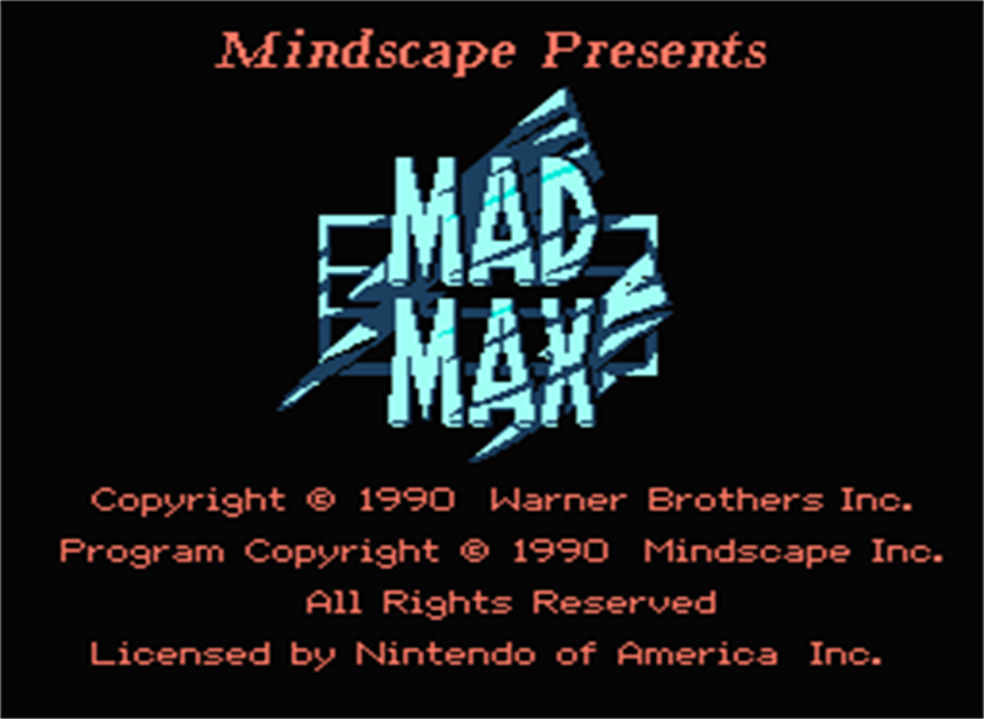 Mindscape Presents
MAD
MAX
Copyright © 1990 Warner Brothers Inc.
Program Copyright © 1990 Mindscape Inc.
All Rights Reserved
Licensed by Nintendo of America Inc.